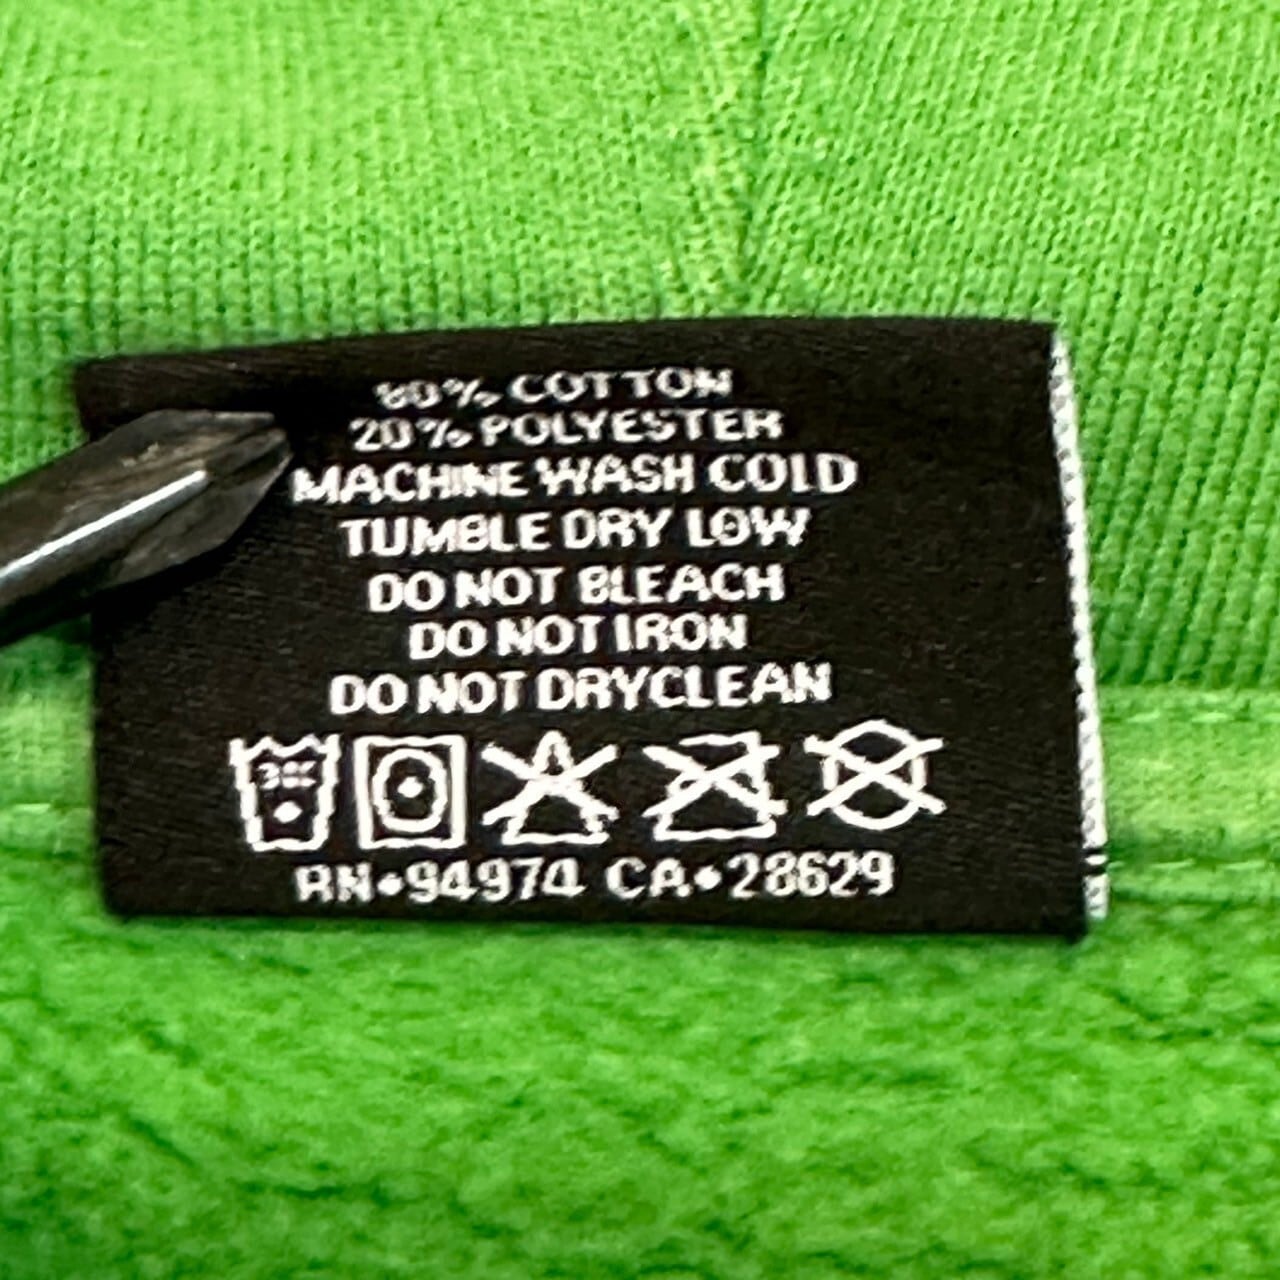 80% COTTON
20% POLYESTER
MACHINE WASH COLD
TUMBLE DRY LOW
DO NOT BLEACH
DO NOT IRON
DO NOT DRYCLEAN
RN•94974 CA•28629